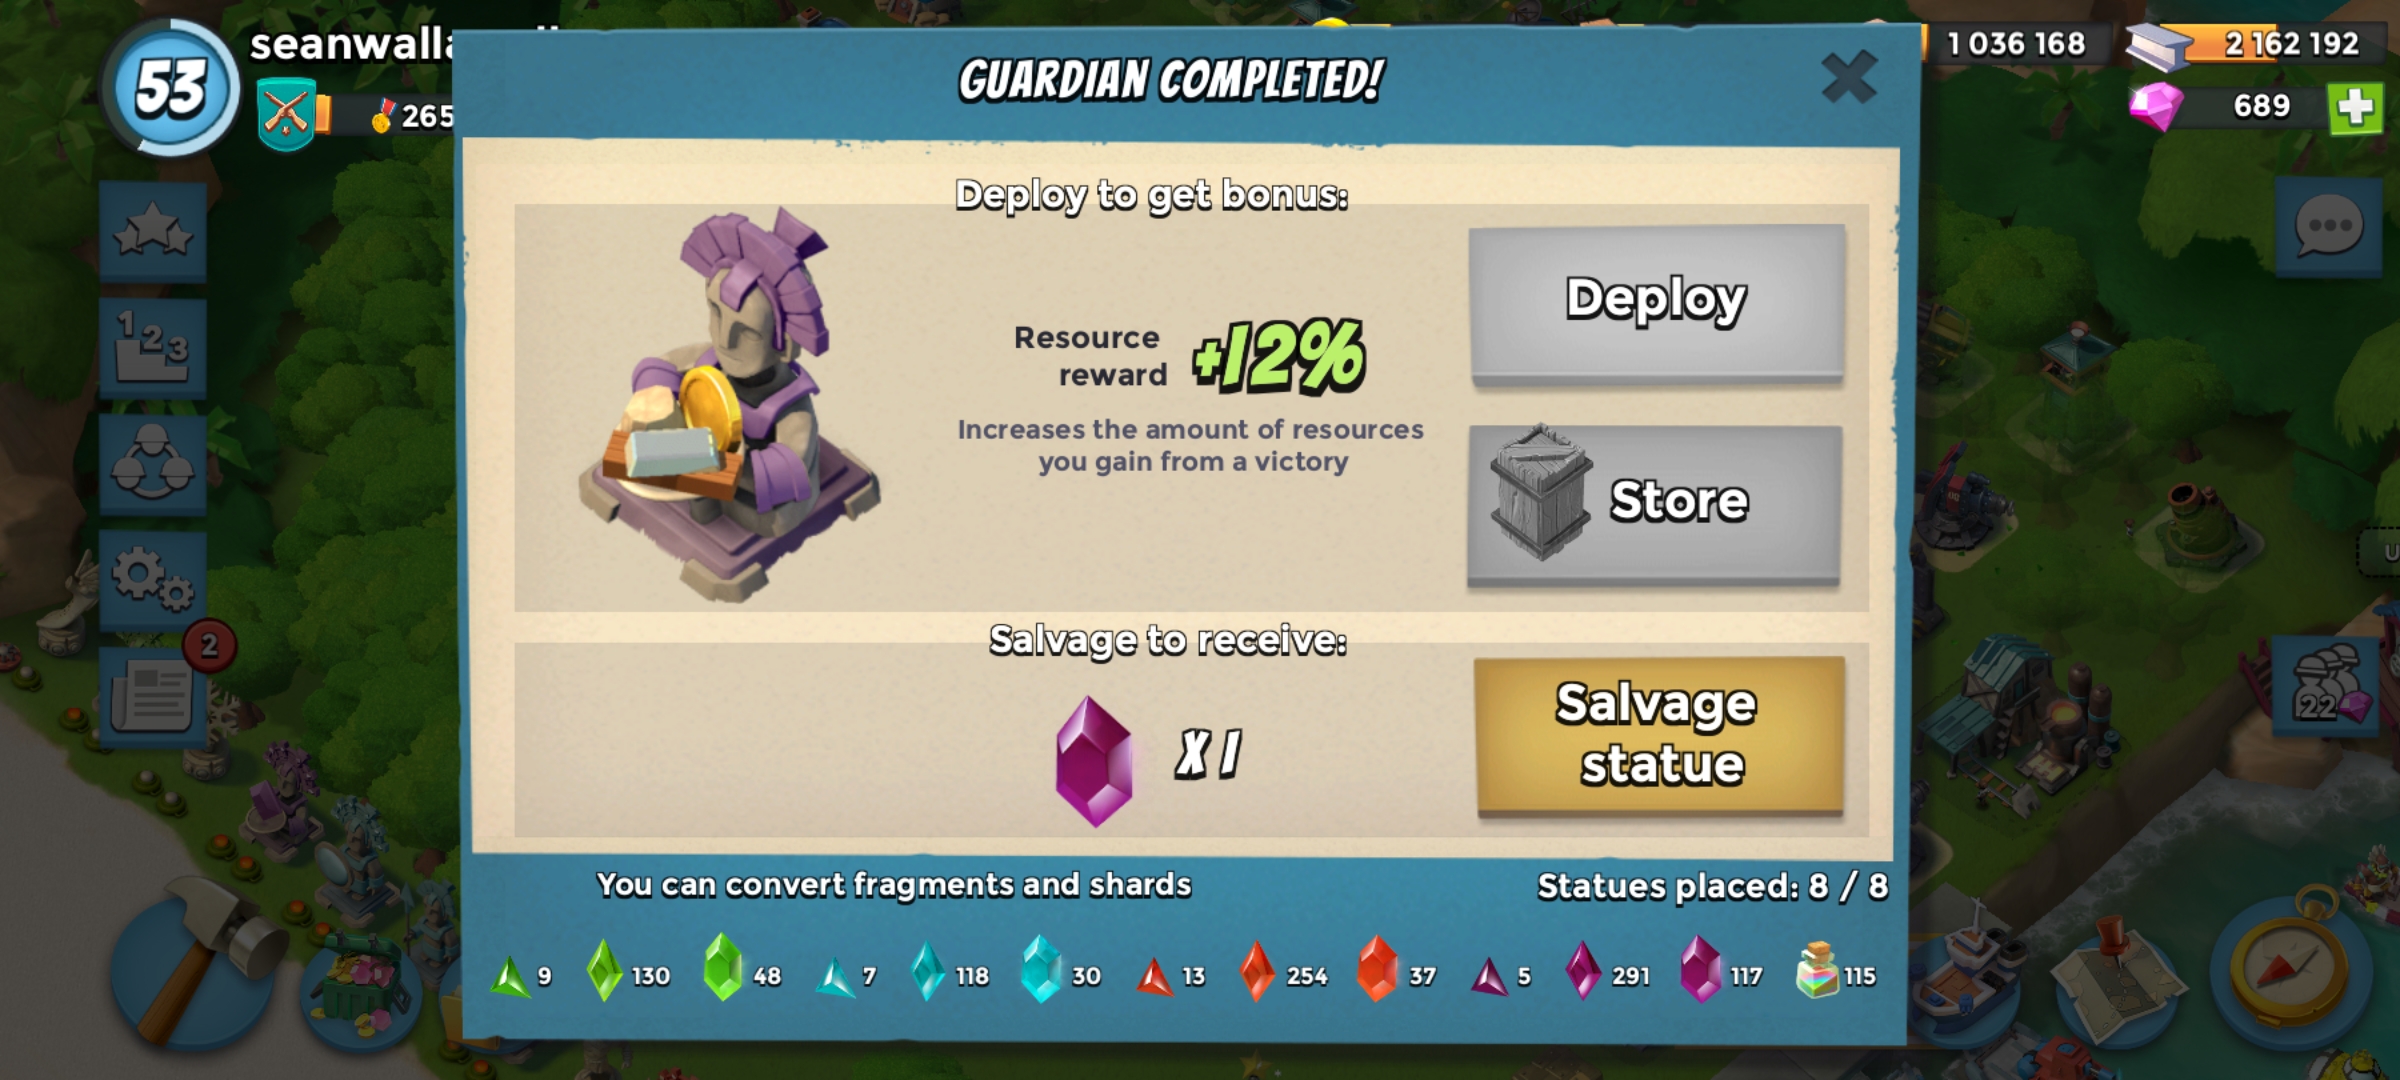 53
265
GUARDIAN COMPLETED!
1 036 168
2 162 192
689
Deploy to get bonus:
Resource
reward
+12%
Increases the amount of resources
you gain from a victory
Deploy
Store
1 2 3
2
Salvage to receive:
X 1
Salvage
statue
22
You can convert fragments and shards
Statues placed: 8 / 8
9 130 48 7 118 30 13 254 37 5 291 117 115